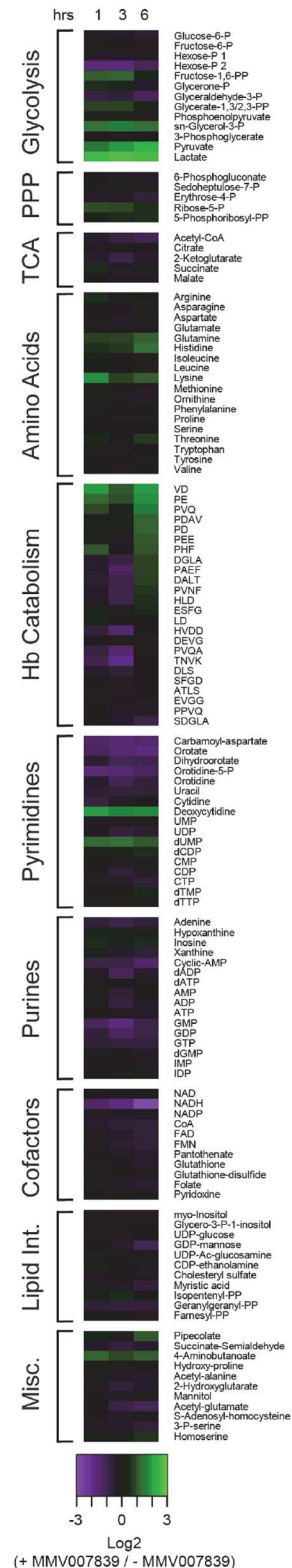 hrs 1 3 6
Glycolysis
Glucose-6-P
Fructose-6-P
Hexose-P 1
Hexose-P 2
Fructose-1,6-PP
Glycerone-P
Glyceraldehyde-3-P
Glycerate-1,3/2,3-PP
Phosphoenolpyruvate
sn-Glycerol-3-P
3-Phosphoglycerate
Pyruvate
Lactate
PPP
6-Phosphogluconate
Sedoheptulose-7-P
Erythrose-4-P
Ribose-5-P
5-Phosphoribosyl-PP
TCA
Acetyl-CoA
Citrate
2-Ketoglutarate
Succinate
Malate
Amino Acids
Arginine
Asparagine
Aspartate
Glutamate
Glutamine
Histidine
Isoleucine
Leucine
Lysine
Methionine
Ornithine
Phenylalanine
Proline
Serine
Threonine
Tryptophan
Tyrosine
Valine
Hb Catabolism
VD
PE
PVQ
PDAV
PD
PEE
PHF
DGLA
PAEF
DALT
PVNF
HLD
ESFG
LD
HVDD
DEVG
PVQA
TNVK
DLS
SFGD
ATLS
EVGG
PPVQ
SDGLA
Pyrimidines
Carbamoyl-aspartate
Orotate
Dihydroorotate
Orotidine-5-P
Orotidine
Uracil
Cytidine
Deoxycytidine
UMP
UDP
dUMP
dCDP
CMP
CDP
CTP
dTMP
dTTP
Purines
Adenine
Hypoxanthine
Inosine
Xanthine
Cyclic-AMP
dADP
dATP
AMP
ADP
ATP
GMP
GDP
GTP
dGMP
IMP
IDP
Cofactors
NAD
NADH
NADP
CoA
FAD
FMN
Pantothenate
Glutathione
Glutathione-disulfide
Folate
Pyridoxine
Lipid Int.
myo-Inositol
Glycero-3-P-1-inositol
UDP-glucose
GDP-mannose
UDP-Ac-glucosamine
CDP-ethanolamine
Cholesteryl sulfate
Myristic acid
Isopentenyl-PP
Geranylgeranyl-PP
Farnesyl-PP
Misc.
Pipecolate
Succinate-Semialdehyde
4-Aminobutanoate
Hydroxy-proline
Acetyl-alanine
2-Hydroxyglutarate
Mannitol
Acetyl-glutamate
S-Adenosyl-homocysteine
3-P-serine
Homoserine
-3 0 3
Log2
(+ MMV007839 / - MMV007839)